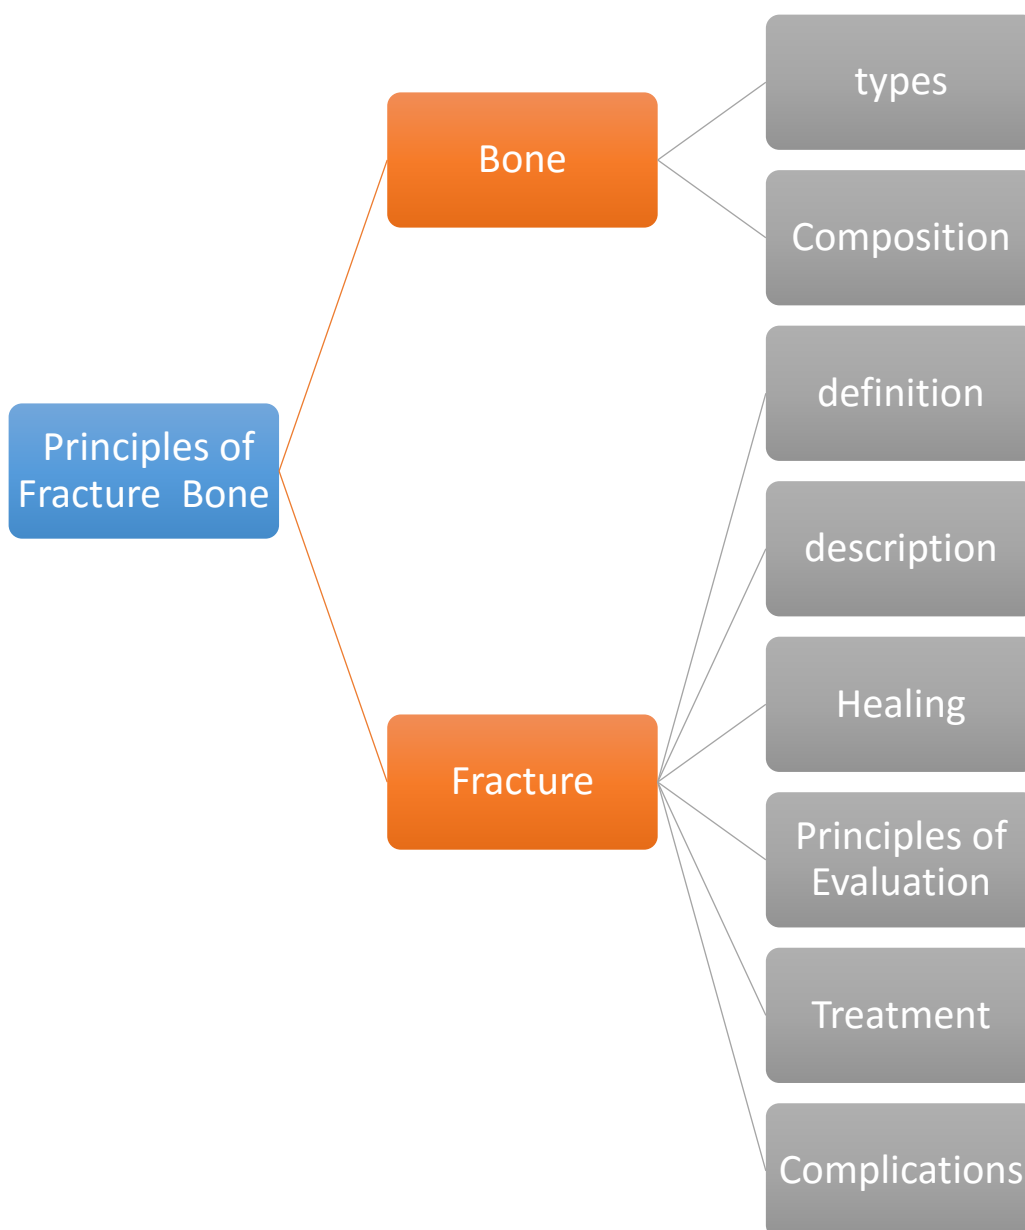 types
Bone
Composition
definition
Principles of
Fracture  Bone
description
Healing
Fracture
Principles of
Evaluation
Treatment
Complications